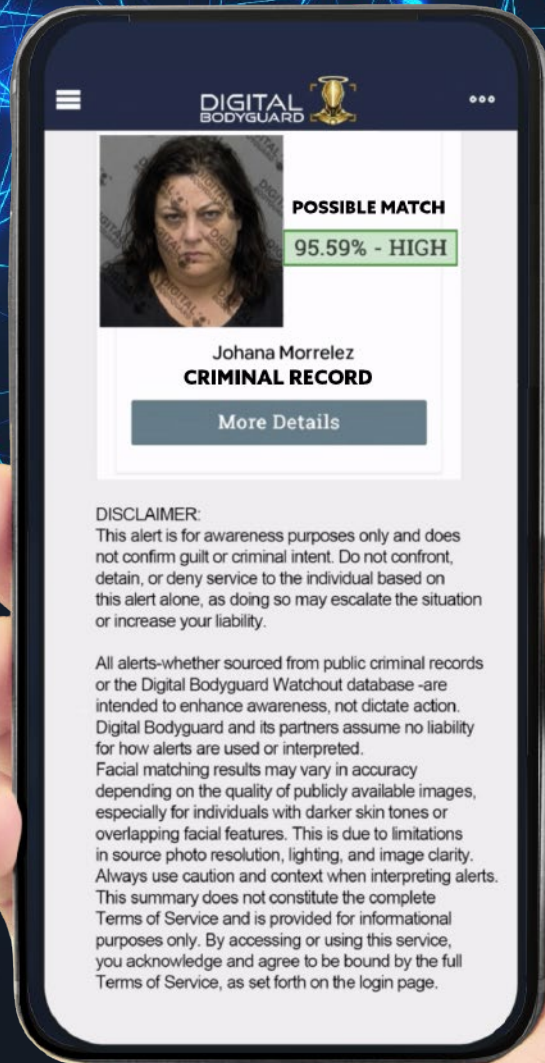 DIGITAL
BODYGUARD
POSSIBLE MATCH
95.59% - HIGH
Johana Morrelez
CRIMINAL RECORD
More Details
DISCLAIMER:
This alert is for awareness purposes only and does
not confirm guilt or criminal intent. Do not confront,
detain, or deny service to the individual based on
this alert alone, as doing so may escalate the situation
or increase your liability.
All alerts-whether sourced from public criminal records
or the Digital Bodyguard Watchout database -are
intended to enhance awareness, not dictate action.
Digital Bodyguard and its partners assume no liability
for how alerts are used or interpreted.
Facial matching results may vary in accuracy
depending on the quality of publicly available images,
especially for individuals with darker skin tones or
overlapping facial features. This is due to limitations
in source photo resolution, lighting, and image clarity.
Always use caution and context when interpreting alerts.
This summary does not constitute the complete
Terms of Service and is provided for informational
purposes only. By accessing or using this service,
you acknowledge and agree to be bound by the full
Terms of Service, as set forth on the login page.